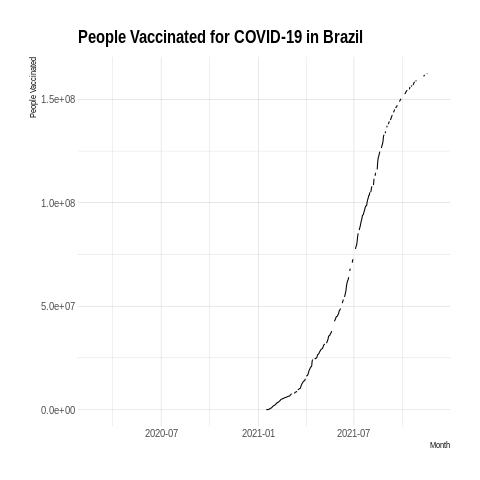 People Vaccinated for COVID-19 in Brazil
People Vaccinated
1.5e+08
1.0e+08
5.0e+07
0.0e+00
2020-07 2021-01 2021-07
Month